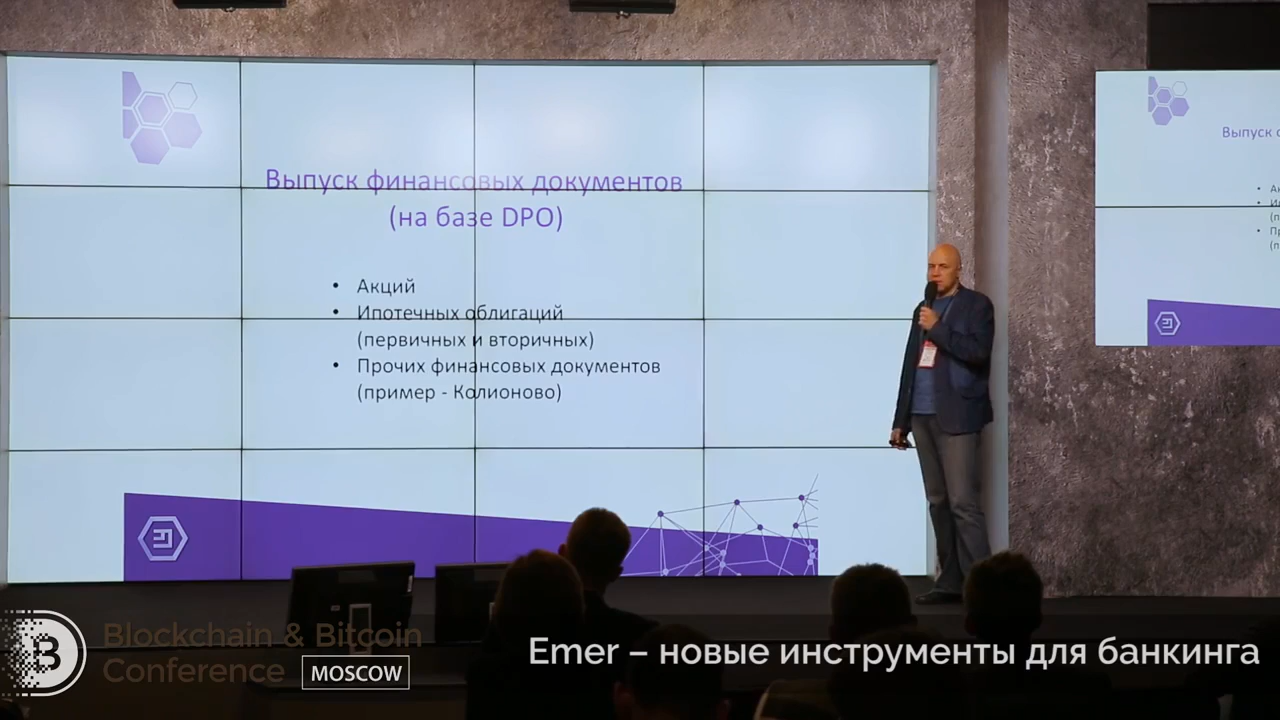 Выпуск финансовых документов
(на базе DPO)
• Акций
• Ипотечных облигаций
(первичных и вторичных)
• Прочих финансовых документов
(пример - Колионово)
Выпуск
Blockchain & Bitcoin
Conference MOSCOW
Emer – новые инструменты для банкинга